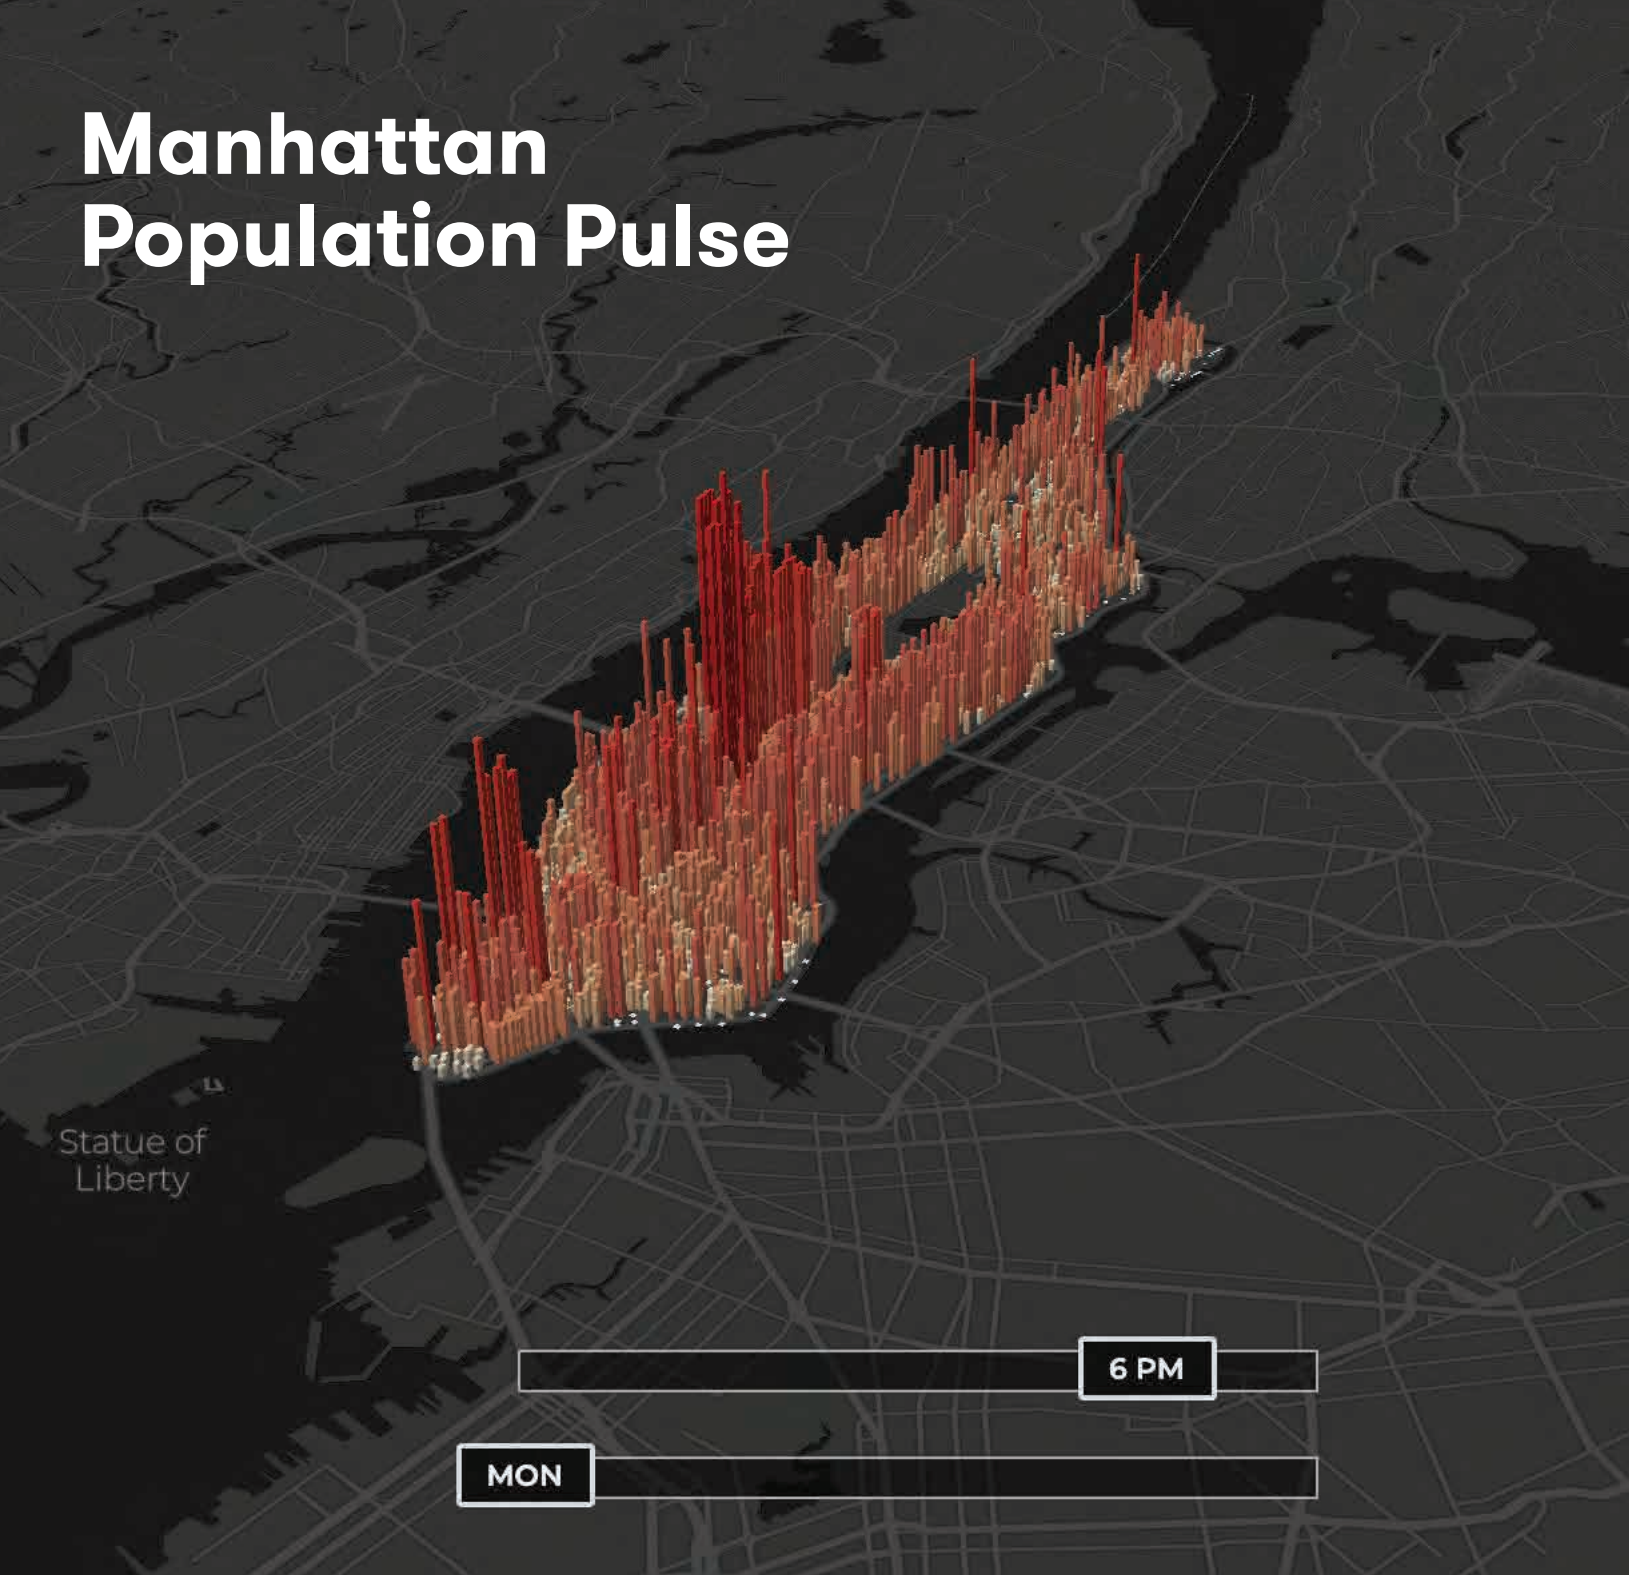 Manhattan
Population Pulse
Statue of
Liberty
6 PM
MON